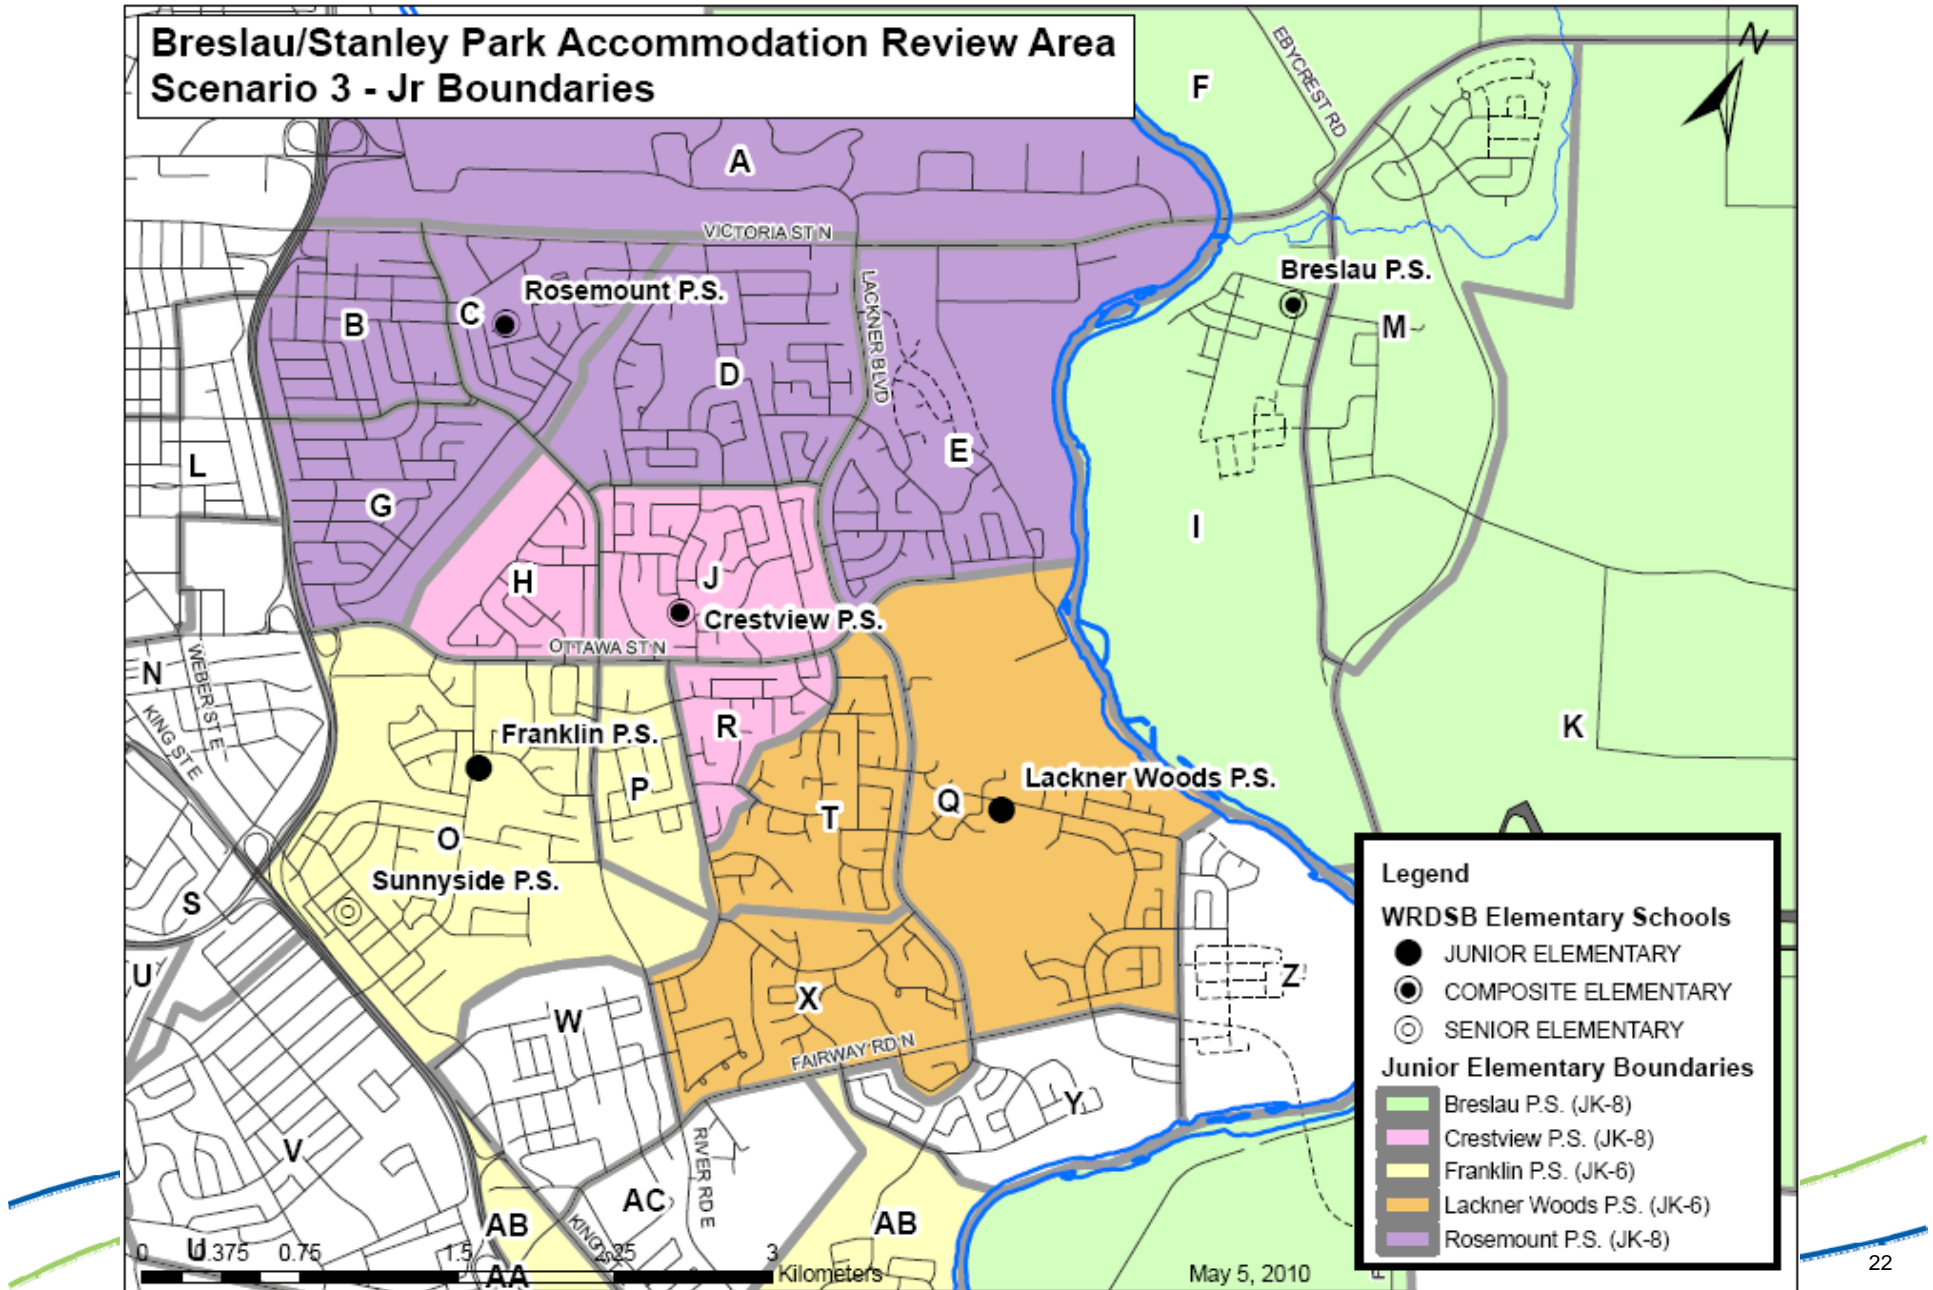 Breslau/Stanley Park Accommodation Review Area
Scenario 3 - Jr Boundaries
N
F
EBYCREST RD
A
VICTORIA ST N
Breslau P.S.
Rosemount P.S.
C
B
M
LACKNER BLVD
D
E
L
G
I
H
J
Crestview P.S.
OTTAWA ST N
N
WEBER ST E
KING ST E
R
K
Franklin P.S.
Lackner Woods P.S.
P
Q
T
O
Sunnyside P.S.
S
U
Z
X
W
FAIRWAY RD N
Y
V
RIVER RD E
AC
AB
AB
KING ST
U
AA
0 0.375 0.75 1.5 2.25 3
Kilometers
May 5, 2010
Legend
WRDSB Elementary Schools
JUNIOR ELEMENTARY
COMPOSITE ELEMENTARY
SENIOR ELEMENTARY
Junior Elementary Boundaries
Breslau P.S. (JK-8)
Crestview P.S. (JK-8)
Franklin P.S. (JK-6)
Lackner Woods P.S. (JK-6)
Rosemount P.S. (JK-8)
22